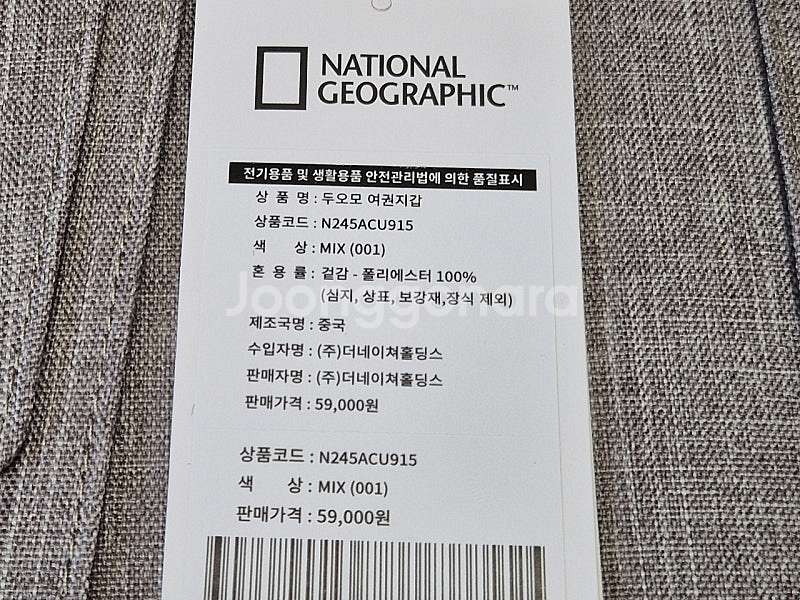 NATIONAL
GEOGRAPHIC™
전기용품 및 생활용품 안전관리법에 의한 품질표시
상 품 명 : 두오모 여권지갑
상품코드 : N245ACU915
색 상 : MIX (001)
혼 용 률 : 겉감 - 폴리에스터 100%
(심지, 상표, 보강재,장식 제외)
Joonggonara
제조국명 : 중국
수입자명 : (주)더네이쳐홀딩스
판매자명 : (주)더네이쳐홀딩스
판매가격 : 59,000원
상품코드 : N245ACU915
색 상 : MIX (001)
판매가격 : 59,000원